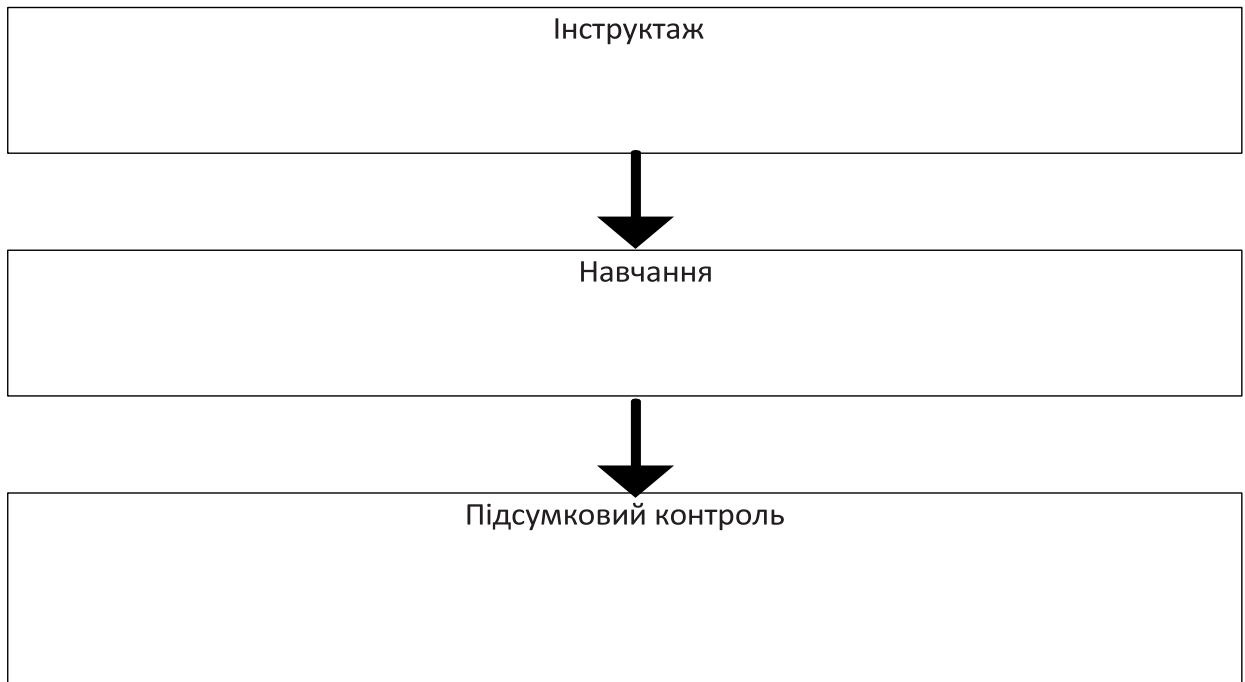 Інструктаж
Навчання
Підсумковий контроль